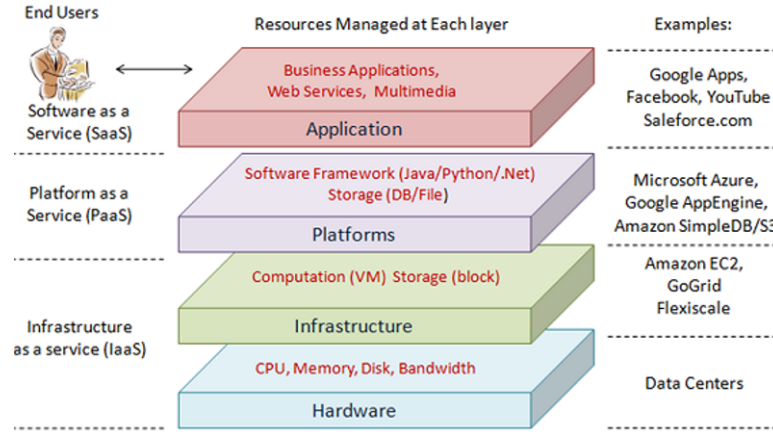 End Users
Resources Managed at Each layer
Examples:
Business Applications,
Web Services, Multimedia
Application
Software as a
Service (SaaS)
Google Apps,
Facebook, YouTube
Saleforce.com
Software Framework (Java/Python/.Net)
Storage (DB/File)
Platforms
Platform as a
Service (PaaS)
Microsoft Azure,
Google AppEngine,
Amazon SimpleDB/S3
Computation (VM) Storage (block)
Infrastructure
Amazon EC2,
GoGrid
Flexiscale
Infrastructure
as a service (IaaS)
CPU, Memory, Disk, Bandwidth
Hardware
Data Centers